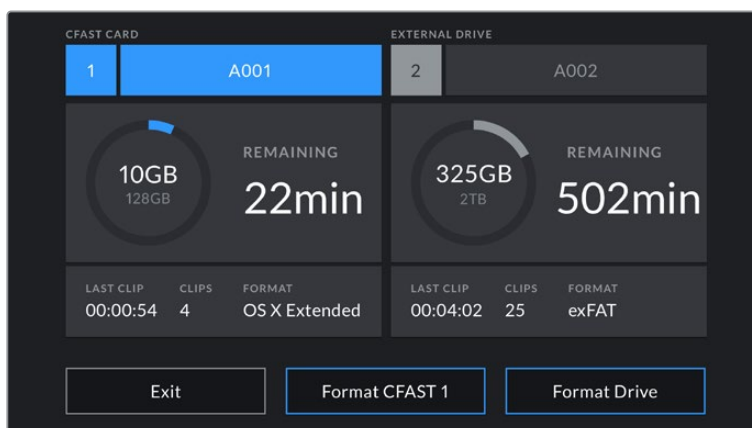 CFAST CARD
1 A001
10GB
128GB
REMAINING
22min
LAST CLIP CLIPS FORMAT
00:00:54 4 OS X Extended
EXTERNAL DRIVE
2 A002
325GB
2TB
REMAINING
502min
LAST CLIP CLIPS FORMAT
00:04:02 25 exFAT
Exit
Format CFAST 1
Format Drive